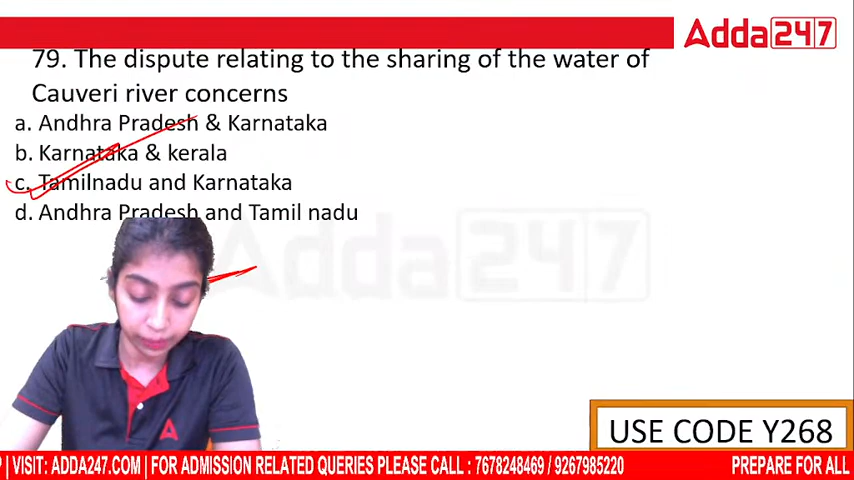 Adda247
79. The dispute relating to the sharing of the water of
Cauveri river concerns
a. Andhra Pradesh & Karnataka
b. Karnataka & kerala
c. Tamilnadu and Karnataka
d. Andhra Pradesh and Tamil nadu
Adda247
USE CODE Y268
| VISIT: ADDA247.COM | FOR ADMISSION RELATED QUERIES PLEASE CALL : 7678248469 / 9267985220 PREPARE FOR ALL